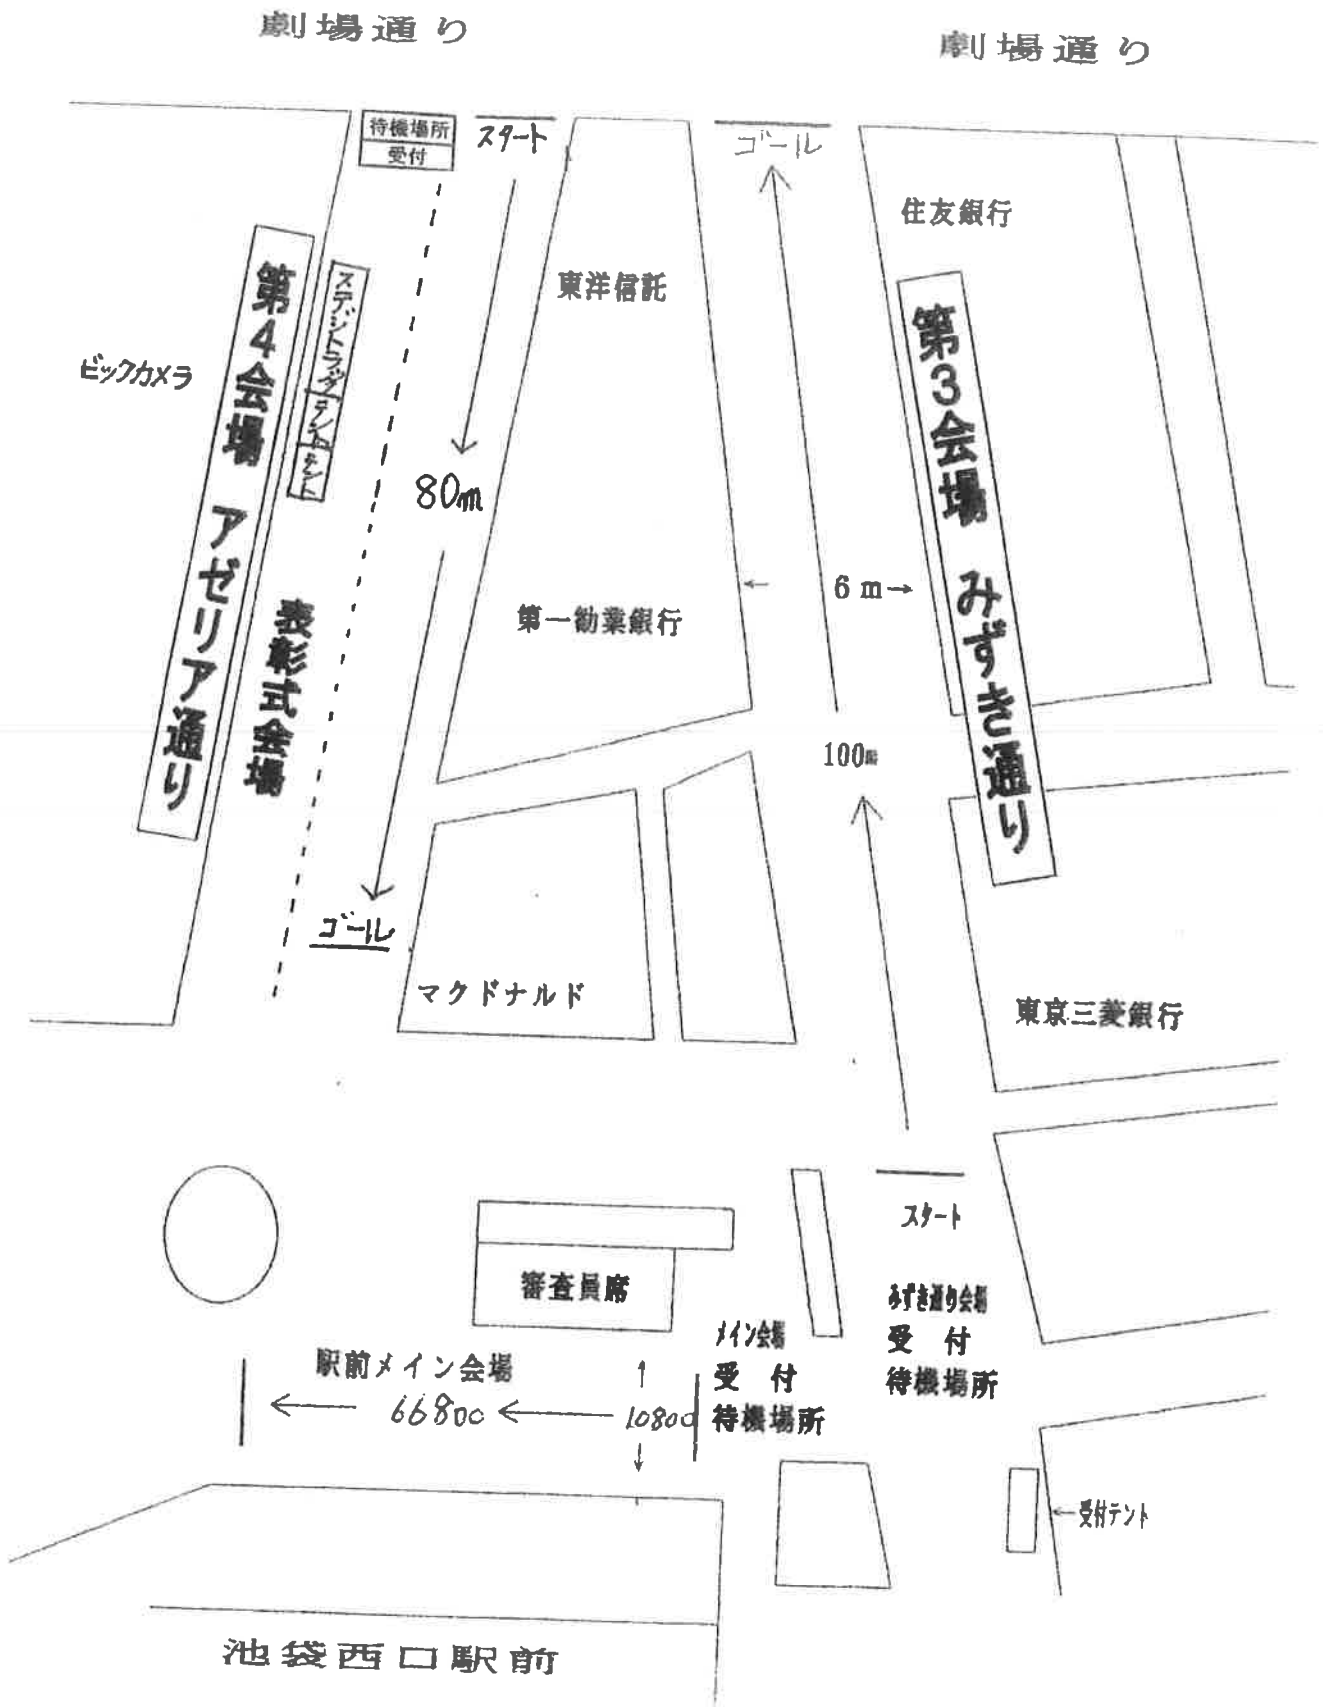 劇場通り
劇場通り
待機場所
受付
スタート
ゴール
住友銀行
東洋信託
第4会場 アゼリア通り
テント
テント
ビックカメラ
第3会場 みずき通り
80m
6m
第一勧業銀行
表彰式会場
100m
ゴール
マクドナルド
東京三菱銀行
スタート
審査員席
みずき通り会場
受付
待機場所
メイン会場
受付
待機場所
駅前メイン会場
66800
10800
受付テント
池袋西口駅前